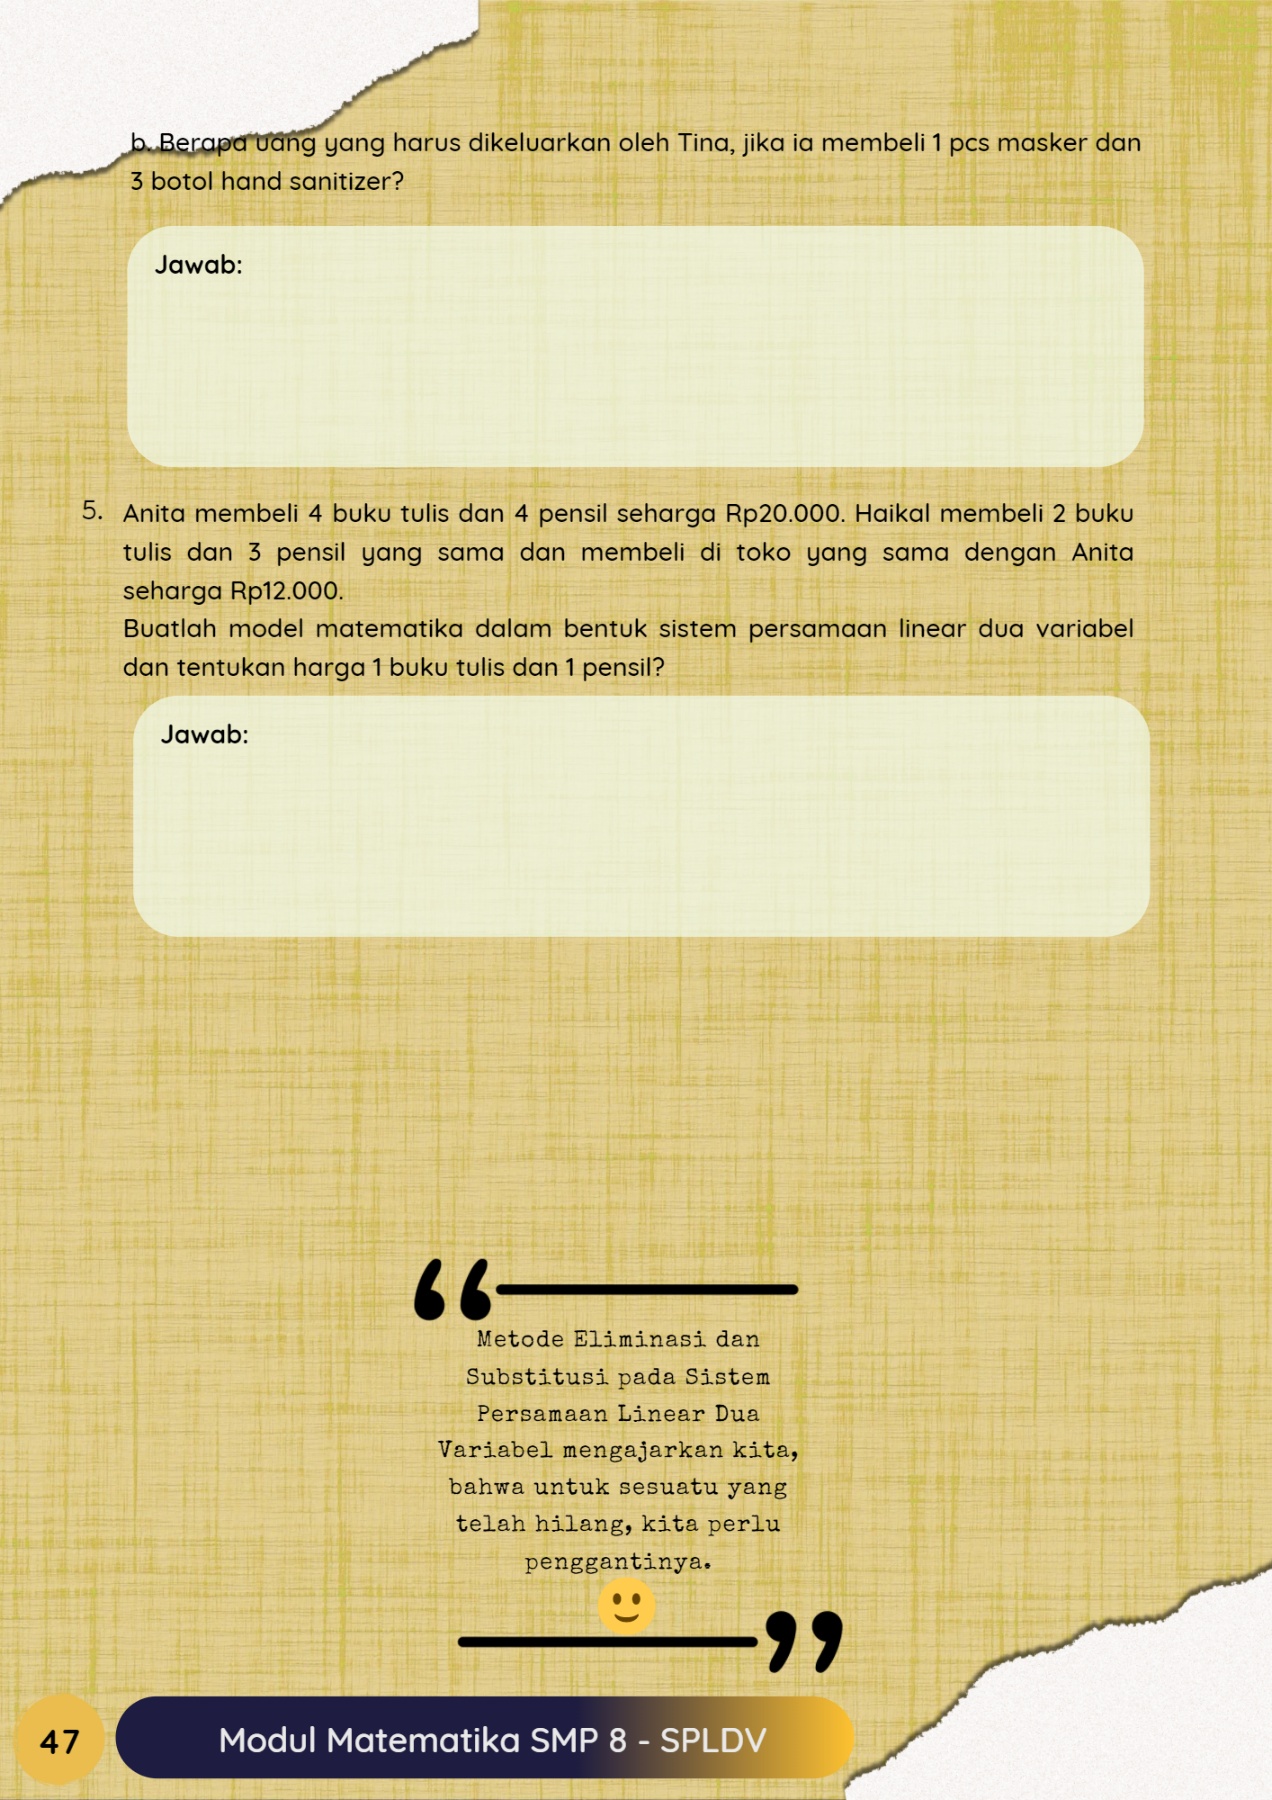 b. Berapa uang yang harus dikeluarkan oleh Tina, jika ia membeli 1 pcs masker dan
3 botol hand sanitizer?
Jawab:
5. Anita membeli 4 buku tulis dan 4 pensil seharga Rp20.000. Haikal membeli 2 buku
tulis dan 3 pensil yang sama dan membeli di toko yang sama dengan Anita
seharga Rp12.000.
Buatlah model matematika dalam bentuk sistem persamaan linear dua variabel
dan tentukan harga 1 buku tulis dan 1 pensil?
Jawab:
“
Metode Eliminasi dan
Substitusi pada Sistem
Persamaan Linear Dua
Variabel mengajarkan kita,
bahwa untuk sesuatu yang
telah hilang, kita perlu
penggantinya.
”
47 Modul Matematika SMP 8 - SPLDV